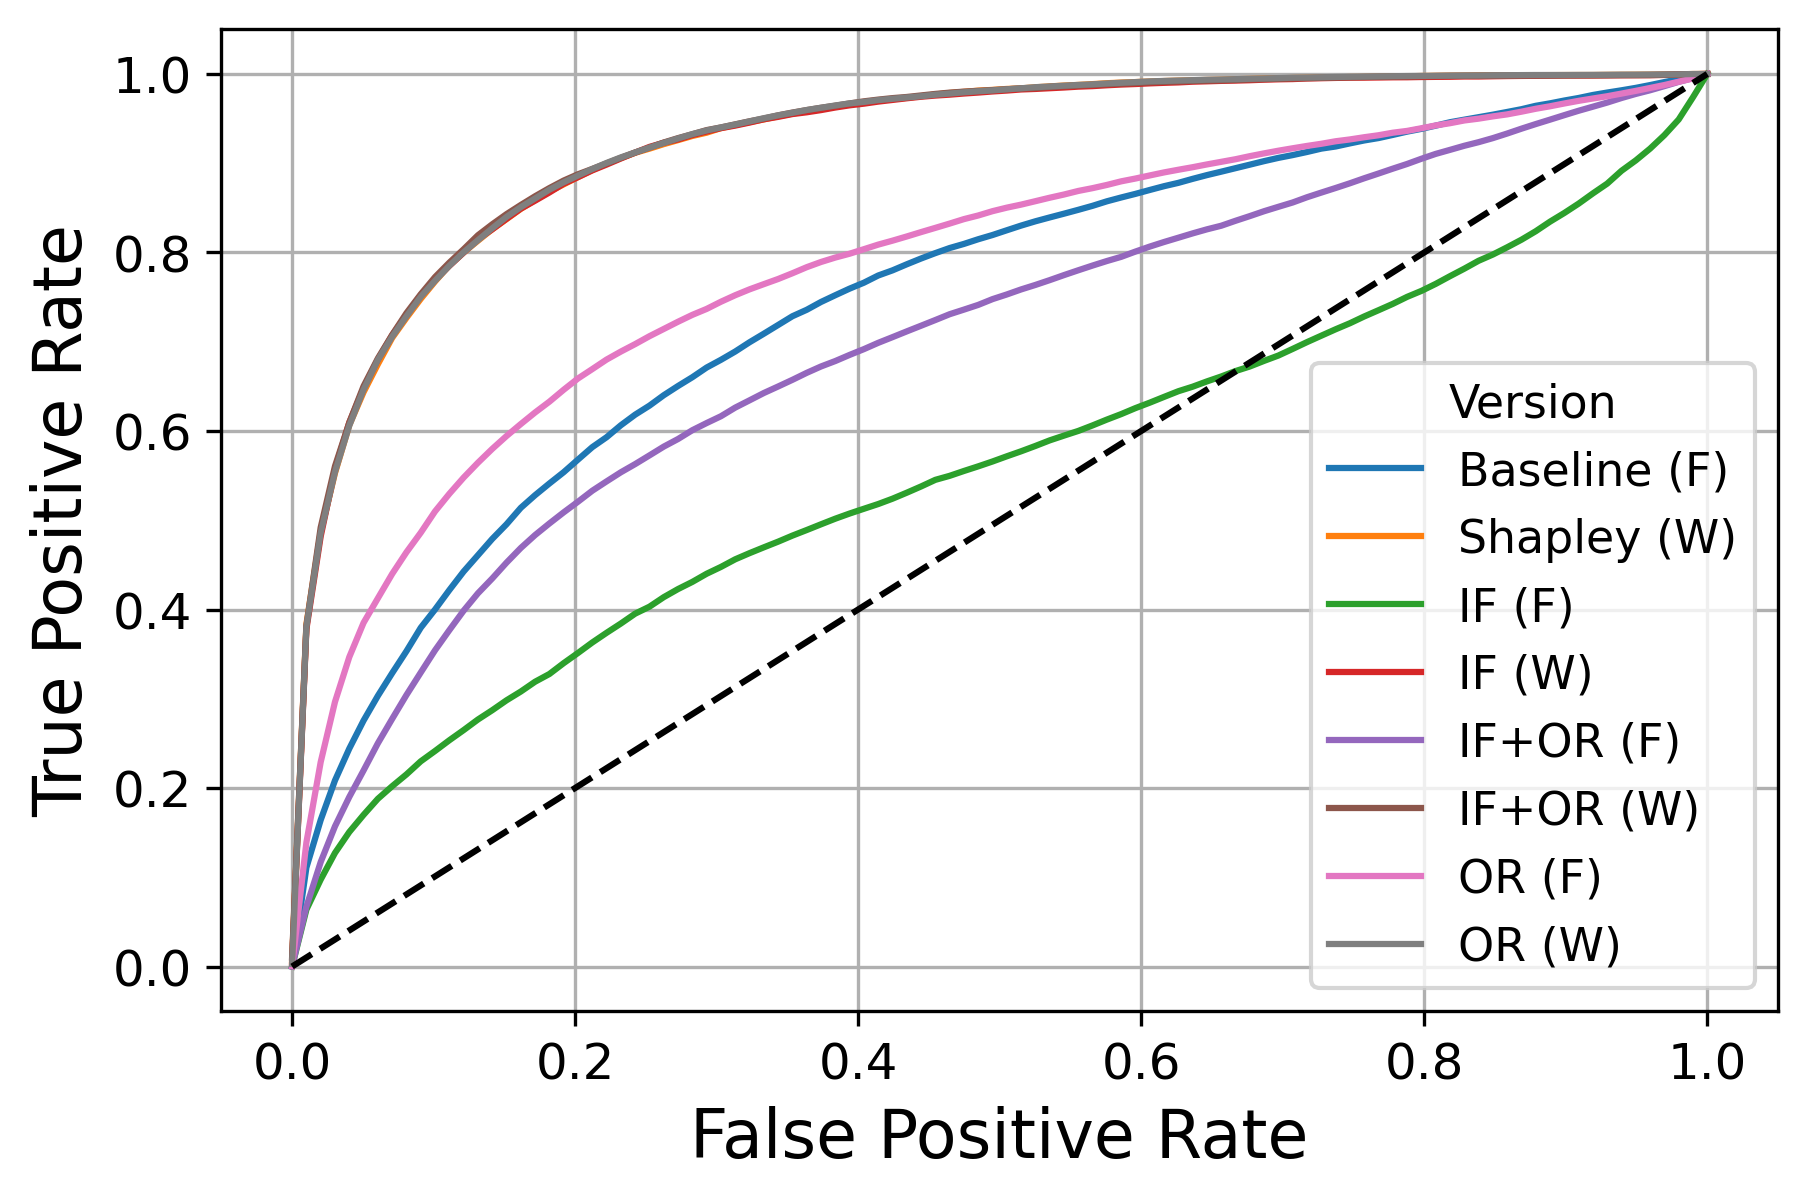 1.0
0.8
0.6
0.4
0.2
0.0
True Positive Rate
0.0 0.2 0.4 0.6 0.8 1.0
False Positive Rate
Version
Baseline (F)
Shapley (W)
IF (F)
IF (W)
IF+OR (F)
IF+OR (W)
OR (F)
OR (W)